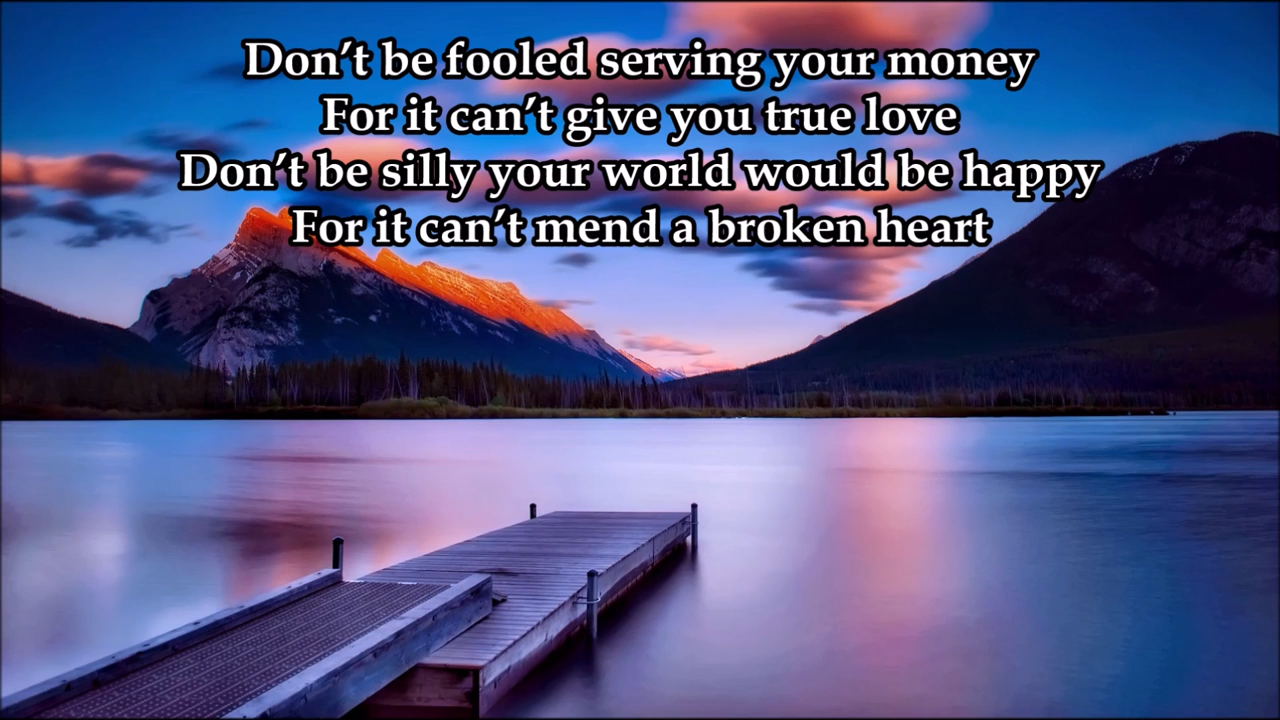 Don’t be fooled serving your money
For it can’t give you true love
Don’t be silly your world would be happy
For it can’t mend a broken heart